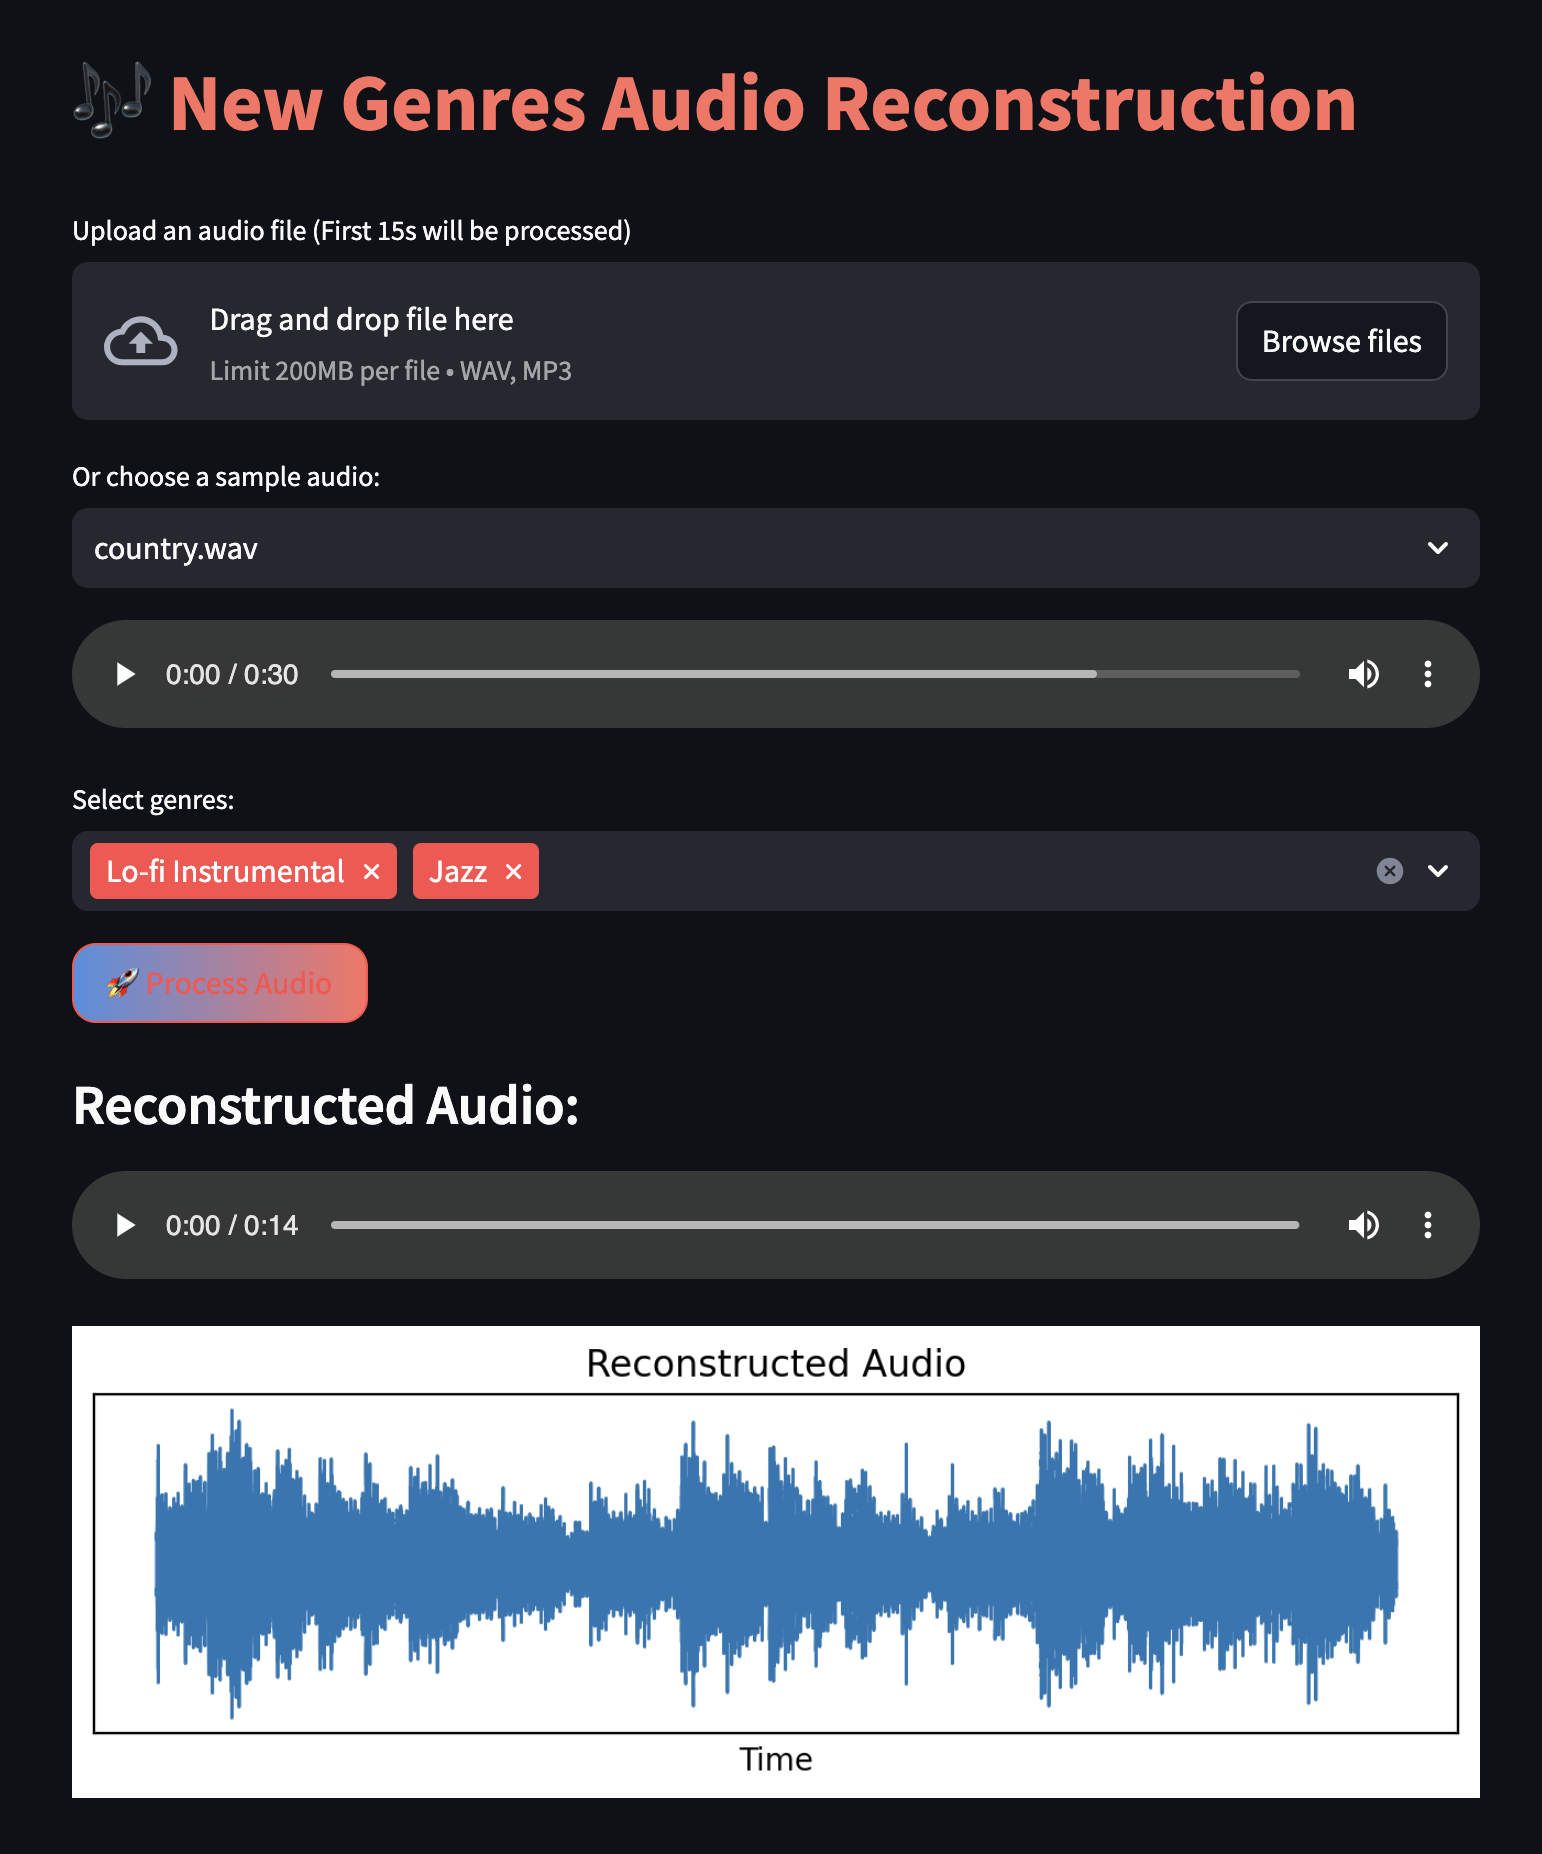 🎶 New Genres Audio Reconstruction
Upload an audio file (First 15s will be processed)
Drag and drop file here
Limit 200MB per file • WAV, MP3
Browse files
Or choose a sample audio:
country.wav
0:00 / 0:30
Select genres:
Lo-fi Instrumental × Jazz ×
🚀 Process Audio
Reconstructed Audio:
0:00 / 0:14
Reconstructed Audio
Time